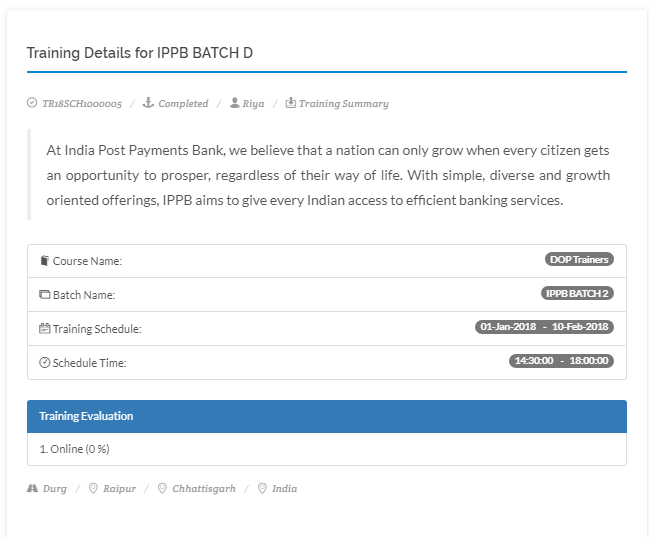 Training Details for IPPB BATCH D
TR18SCH1000005 / Completed / Riya / Training Summary
At India Post Payments Bank, we believe that a nation can only grow when every citizen gets
an opportunity to prosper, regardless of their way of life. With simple, diverse and growth
oriented offerings, IPPB aims to give every Indian access to efficient banking services.
Course Name: DOP Trainers
Batch Name: IPPB BATCH 2
Training Schedule: 01-Jan-2018 - 10-Feb-2018
Schedule Time: 14:30:00 - 18:00:00
Training Evaluation
1. Online (0 %)
Durg / Raipur / Chhattisgarh / India